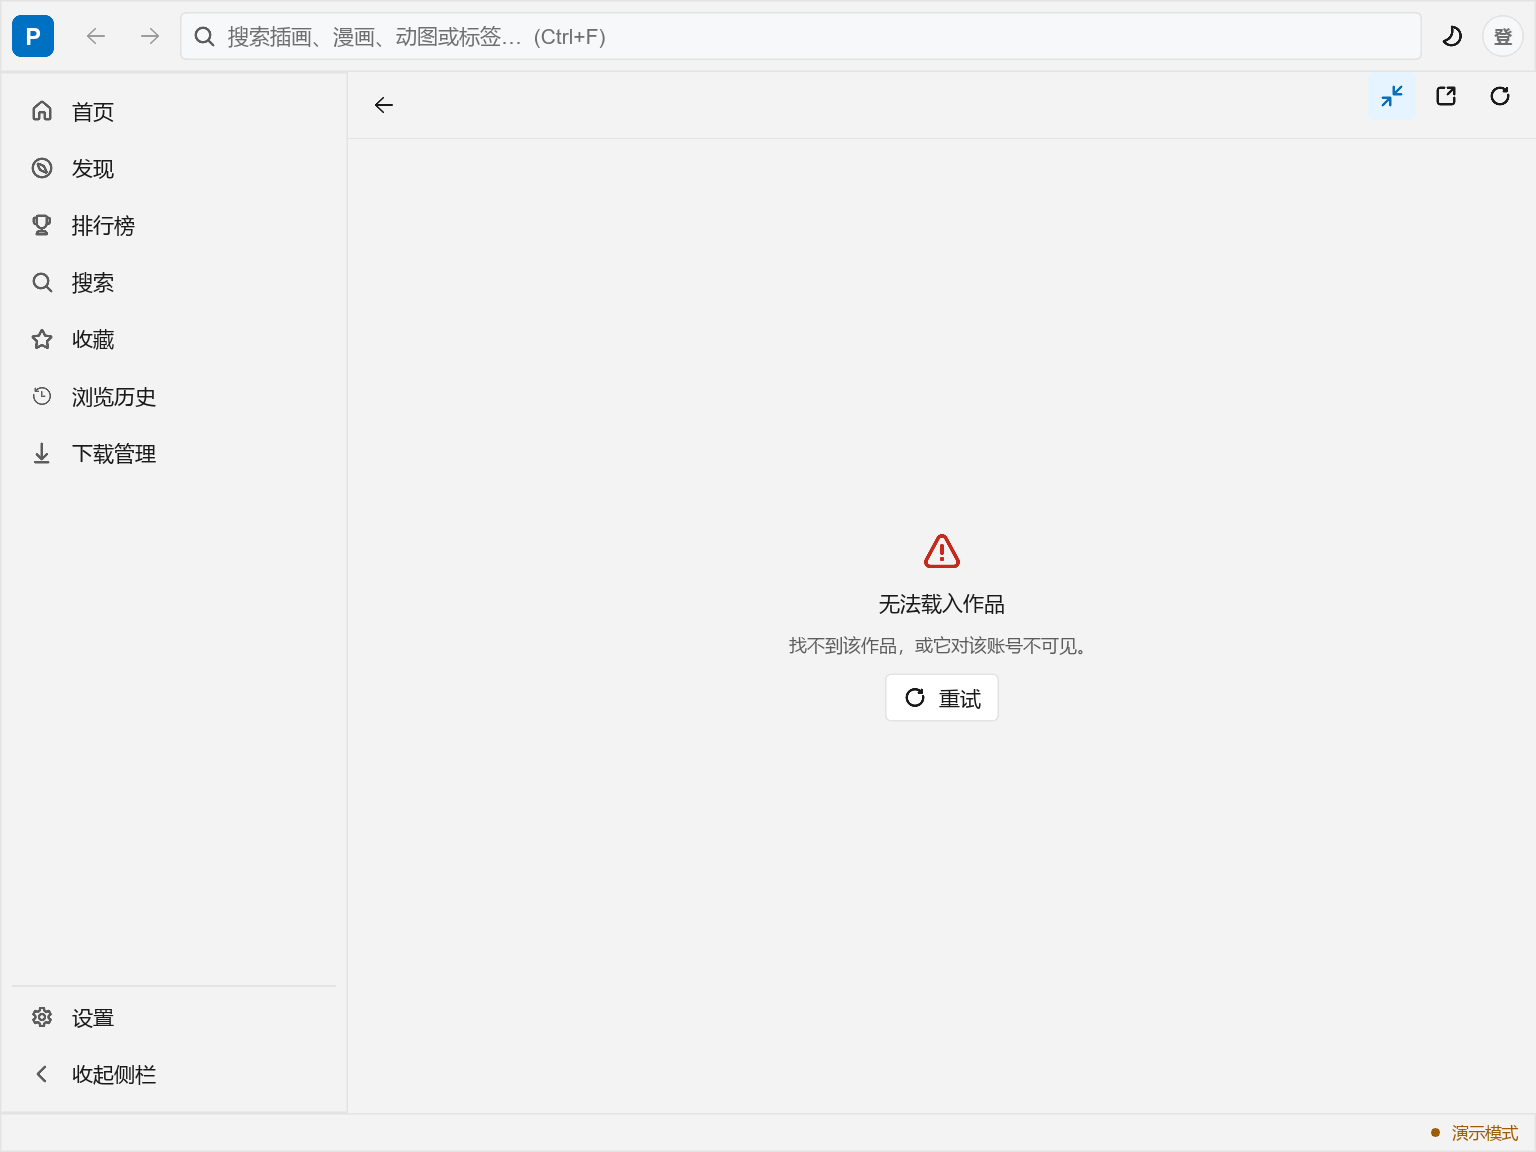 P
搜索插画、漫画、动图或标签… (Ctrl+F)
登
首页
发现
排行榜
搜索
收藏
浏览历史
下载管理
无法载入作品
找不到该作品，或它对该账号不可见。
重试
设置
收起侧栏
演示模式